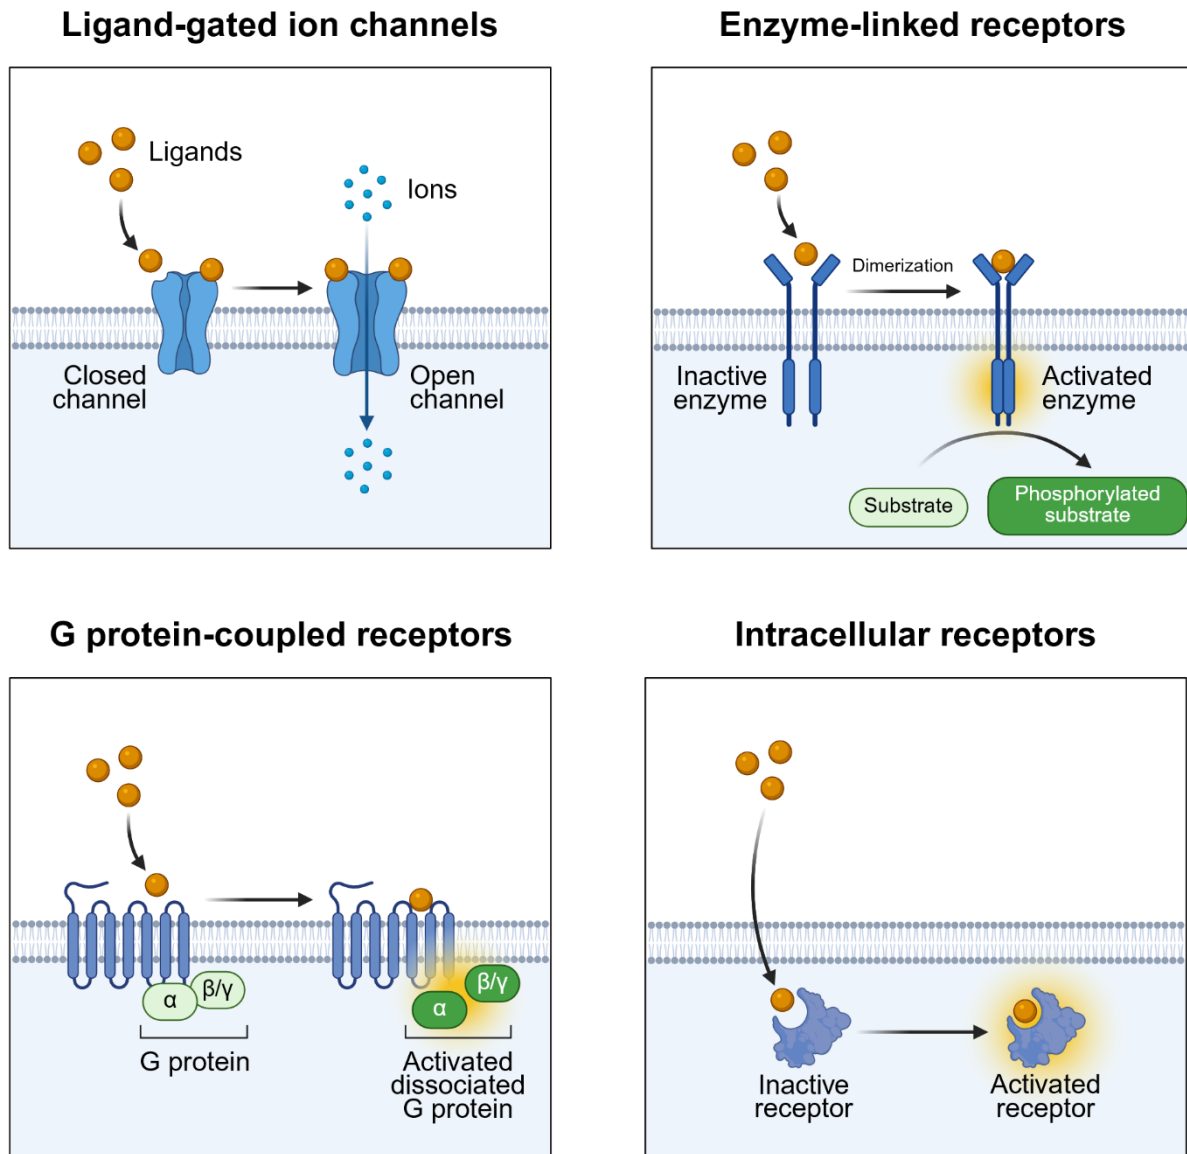 Ligand-gated ion channels
Ligands
Ions
Closed
channel
Open
channel
Enzyme-linked receptors
Dimerization
Inactive
enzyme
Activated
enzyme
Substrate
Phosphorylated
substrate
G protein-coupled receptors
α
β/γ
G protein
α
β/γ
Activated
dissociated
G protein
Intracellular receptors
Inactive
receptor
Activated
receptor